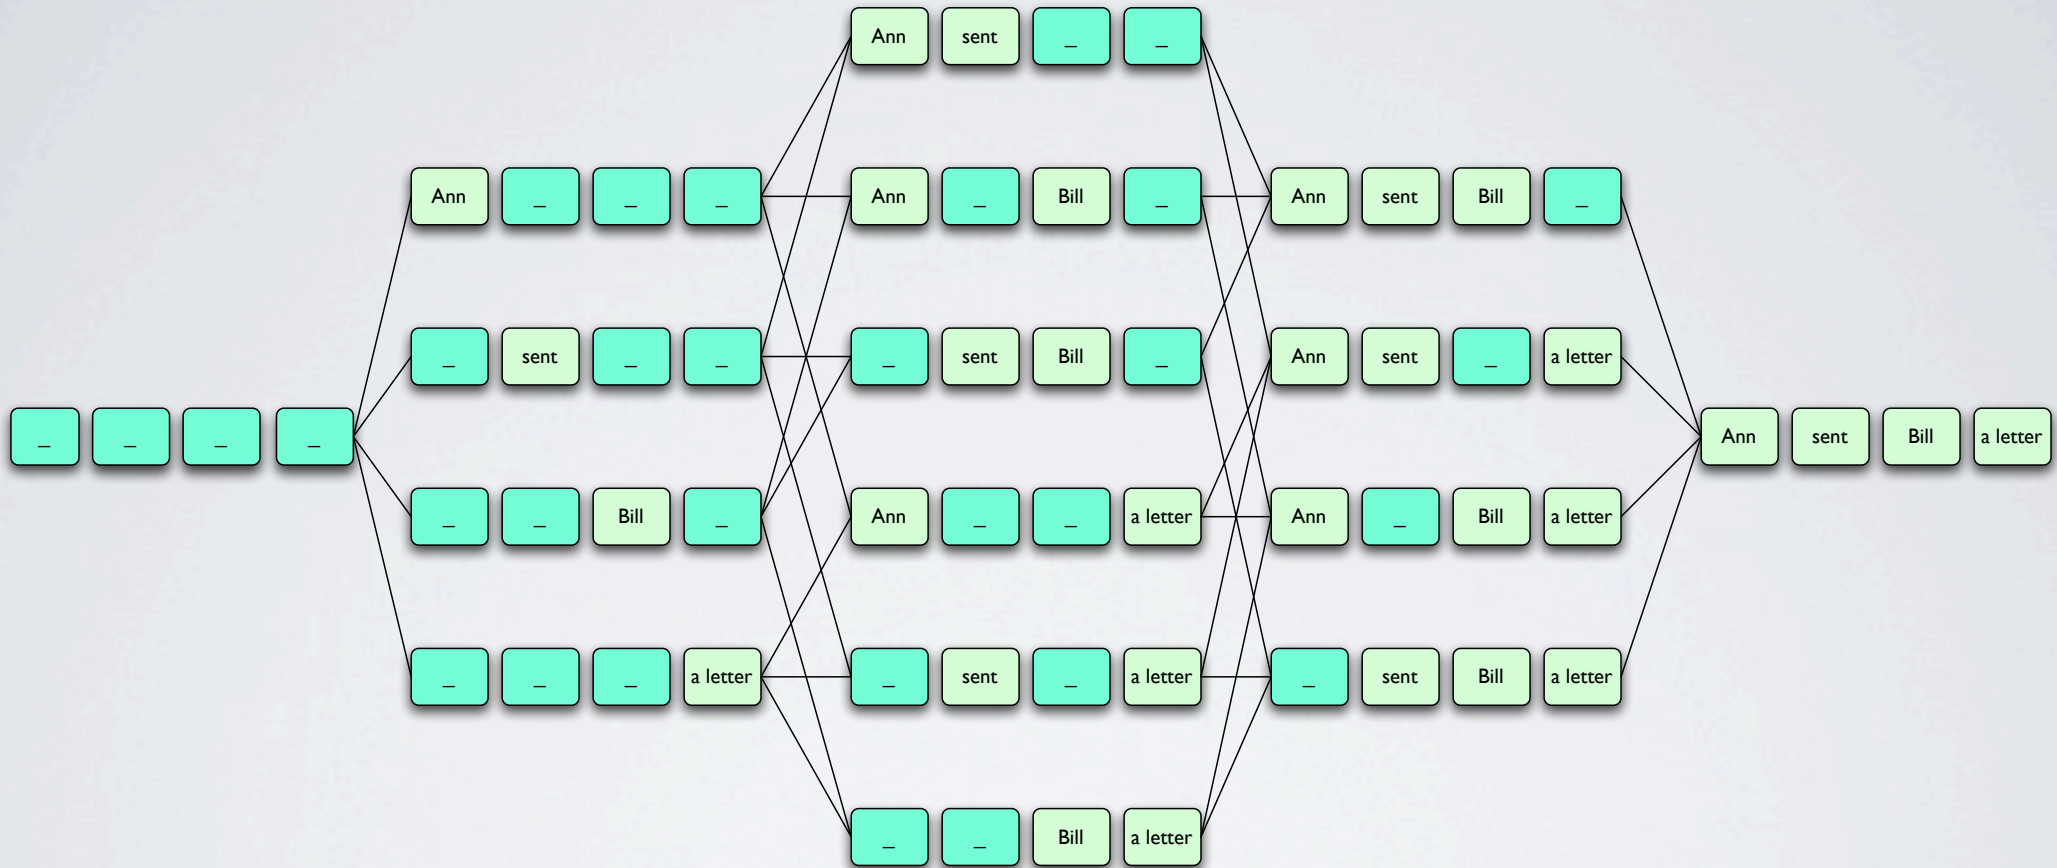 Ann sent _ _
Ann _ _ _
Ann _ Bill _
Ann sent Bill _
_ sent _ _
_ sent Bill _
Ann sent _ a letter
_ _ _ _
Ann sent Bill a letter
_ _ Bill _
Ann _ _ a letter
Ann _ Bill a letter
_ _ _ a letter
_ sent _ a letter
_ sent Bill a letter
_ _ Bill a letter